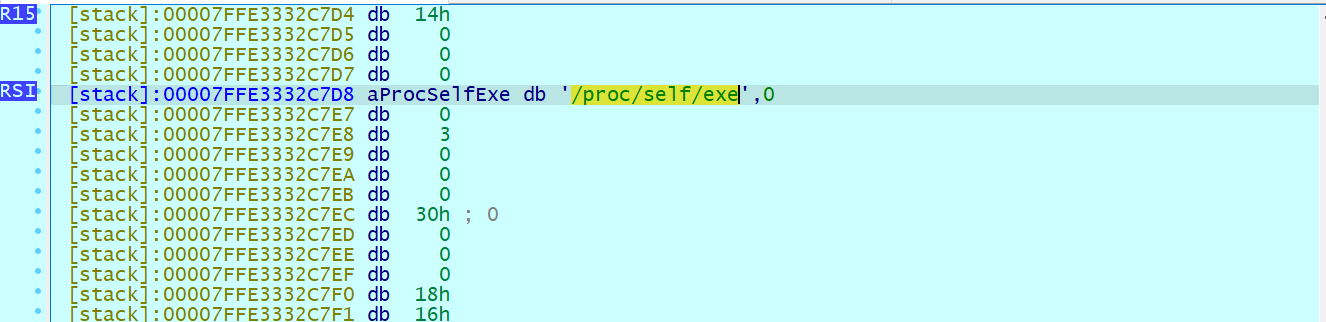 R15 [stack]:00007FFE3332C7D4 db 14h
[stack]:00007FFE3332C7D5 db 0
[stack]:00007FFE3332C7D6 db 0
[stack]:00007FFE3332C7D7 db 0
RSI [stack]:00007FFE3332C7D8 aProcSelfExe db '/proc/self/exe',0
[stack]:00007FFE3332C7E7 db 0
[stack]:00007FFE3332C7E8 db 3
[stack]:00007FFE3332C7E9 db 0
[stack]:00007FFE3332C7EA db 0
[stack]:00007FFE3332C7EB db 0
[stack]:00007FFE3332C7EC db 30h ; 0
[stack]:00007FFE3332C7ED db 0
[stack]:00007FFE3332C7EE db 0
[stack]:00007FFE3332C7EF db 0
[stack]:00007FFE3332C7F0 db 18h
[stack]:00007FFE3332C7F1 db 16h